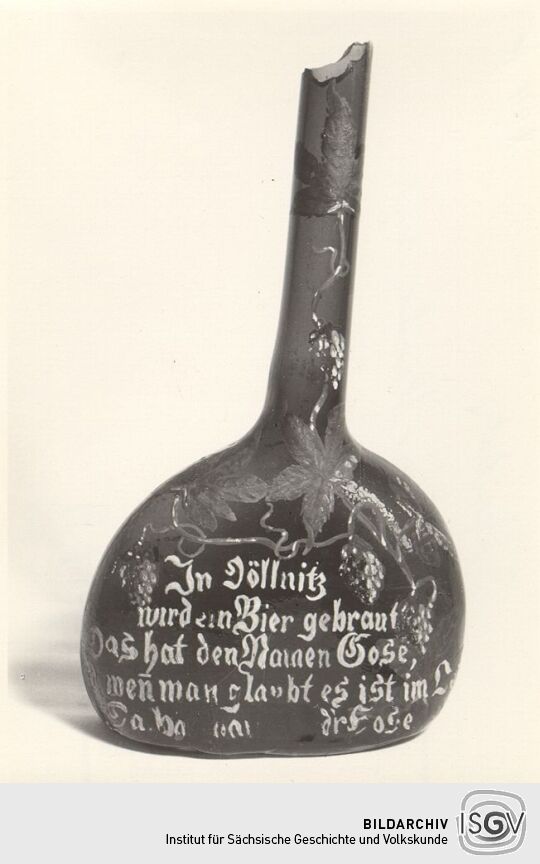 In Döllnitz
wird ein Bier gebraut
Das hat den Namen Gose,
wen̄ man glaubt es ist im
Gose
BILDARCHIV ISGV
Institut für Sächsische Geschichte und Volkskunde